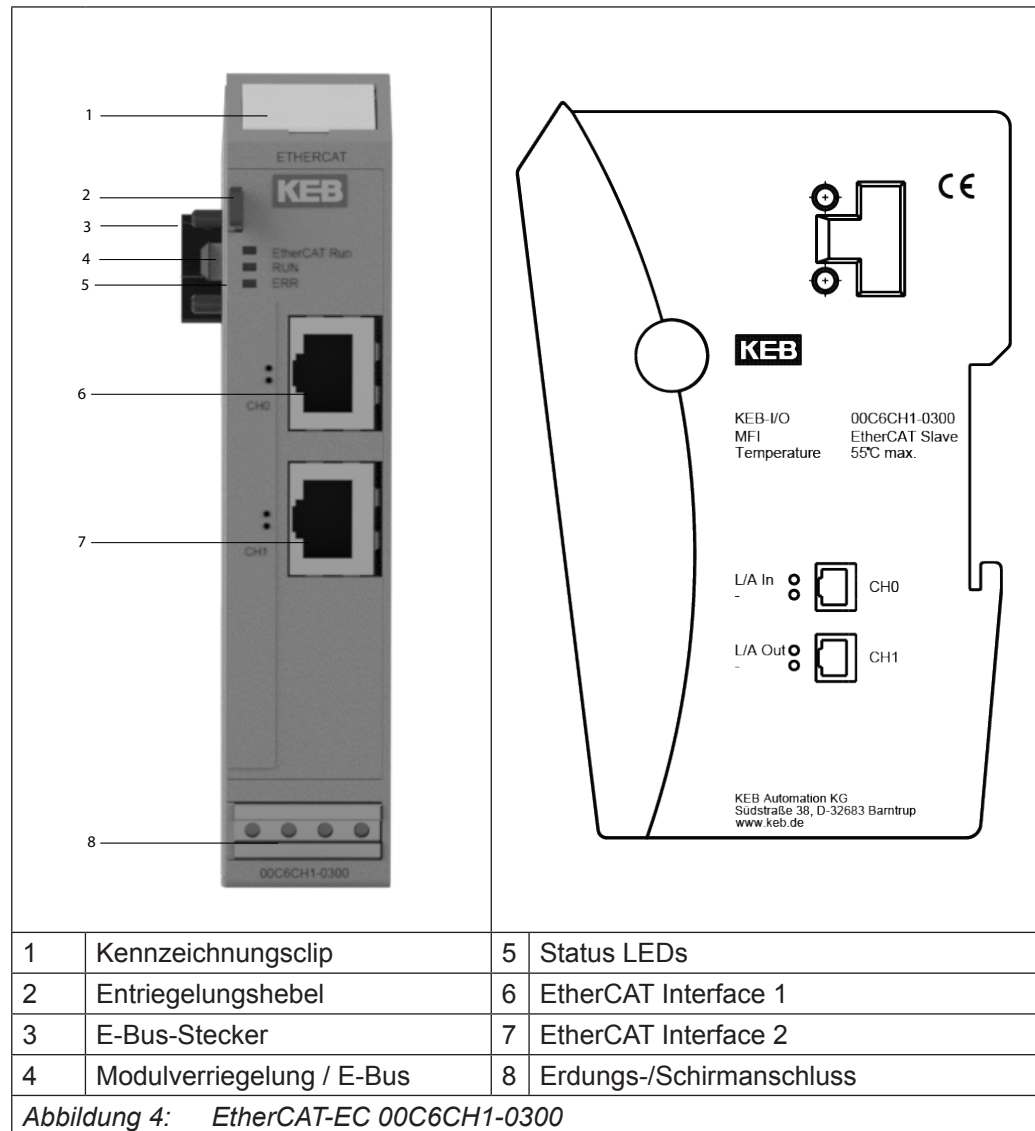 1
ETHERCAT
KEB
2
3
4
5
EtherCAT Run
RUN
ERR
6
CH0
7
CH1
8
00C6CH1-0300
CE
KEB
KEB-I/O 00C6CH1-0300
MFI EtherCAT Slave
Temperature 55°C max.
L/A In CH0
-
L/A Out CH1
-
KEB Automation KG
Südstraße 38, D-32683 Barntrup
www.keb.de
1 Kennzeichnungsclip 5 Status LEDs
2 Entriegelungshebel 6 EtherCAT Interface 1
3 E-Bus-Stecker 7 EtherCAT Interface 2
4 Modulverriegelung / E-Bus 8 Erdungs-/Schirmanschluss
Abbildung 4: EtherCAT-EC 00C6CH1-0300